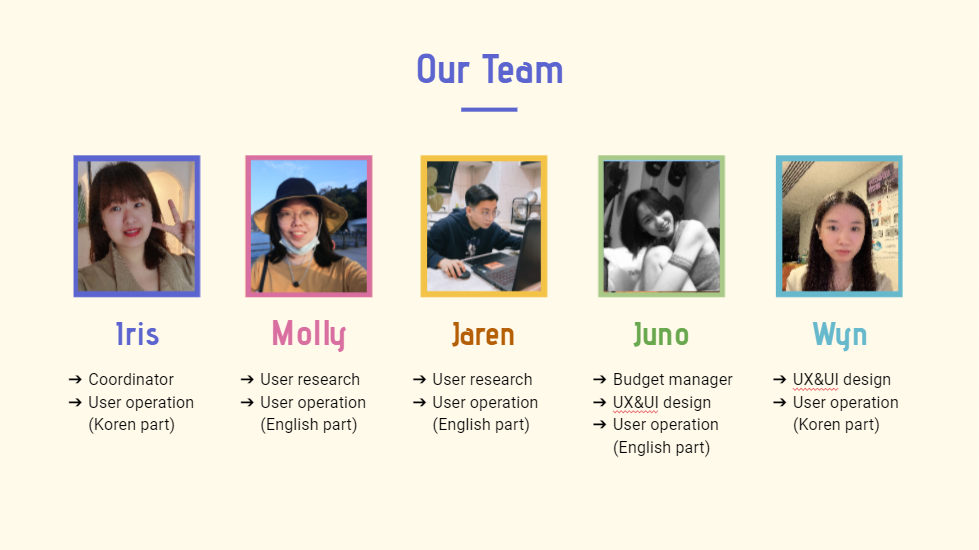 Our Team
Iris
➔ Coordinator
➔ User operation
(Koren part)
Molly
➔ User research
➔ User operation
(English part)
Jaren
➔ User research
➔ User operation
(English part)
Juno
➔ Budget manager
➔ UX&UI design
➔ User operation
(English part)
Wyn
➔ UX&UI design
➔ User operation
(Koren part)